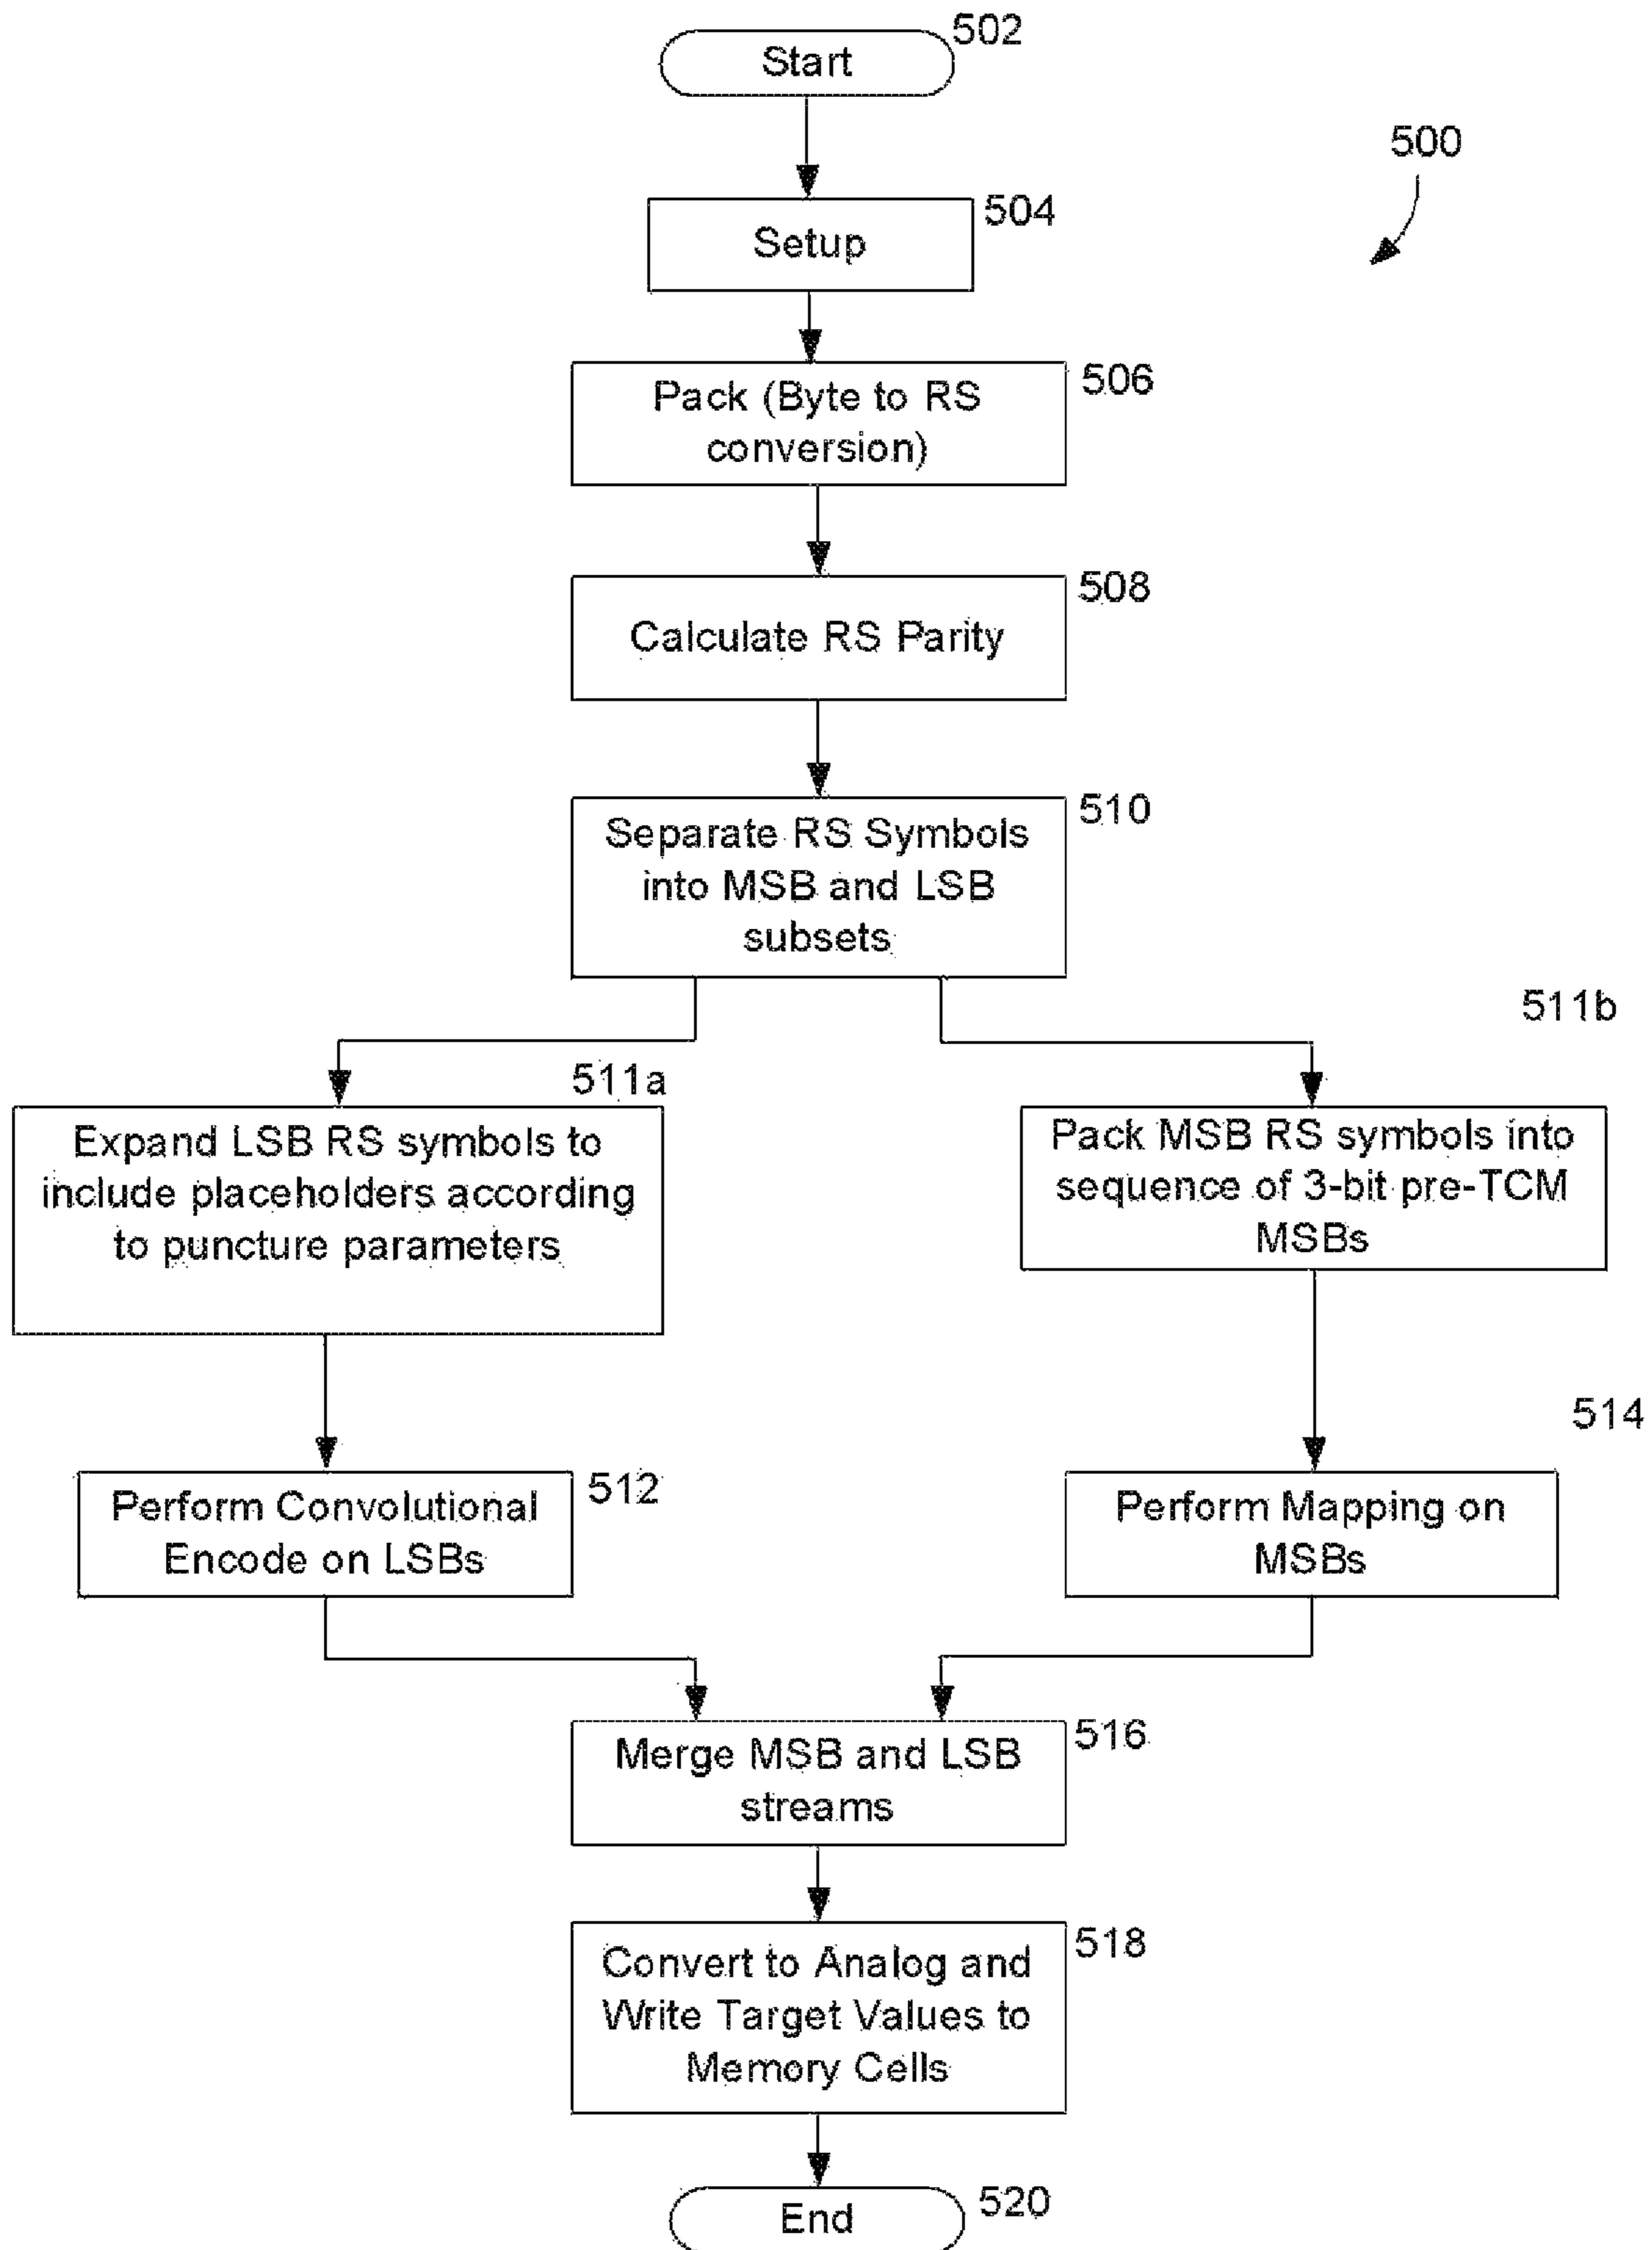 502
Start
500
504
Setup
506
Pack (Byte to RS
conversion)
508
Calculate RS Parity
510
Separate RS Symbols
into MSB and LSB
subsets
511b
511a
Expand LSB RS symbols to
include placeholders according
to puncture parameters
Pack MSB RS symbols into
sequence of 3-bit pre-TCM
MSBs
514
512
Perform Convolutional
Encode on LSBs
Perform Mapping on
MSBs
516
Merge MSB and LSB
streams
518
Convert to Analog and
Write Target Values to
Memory Cells
520
End